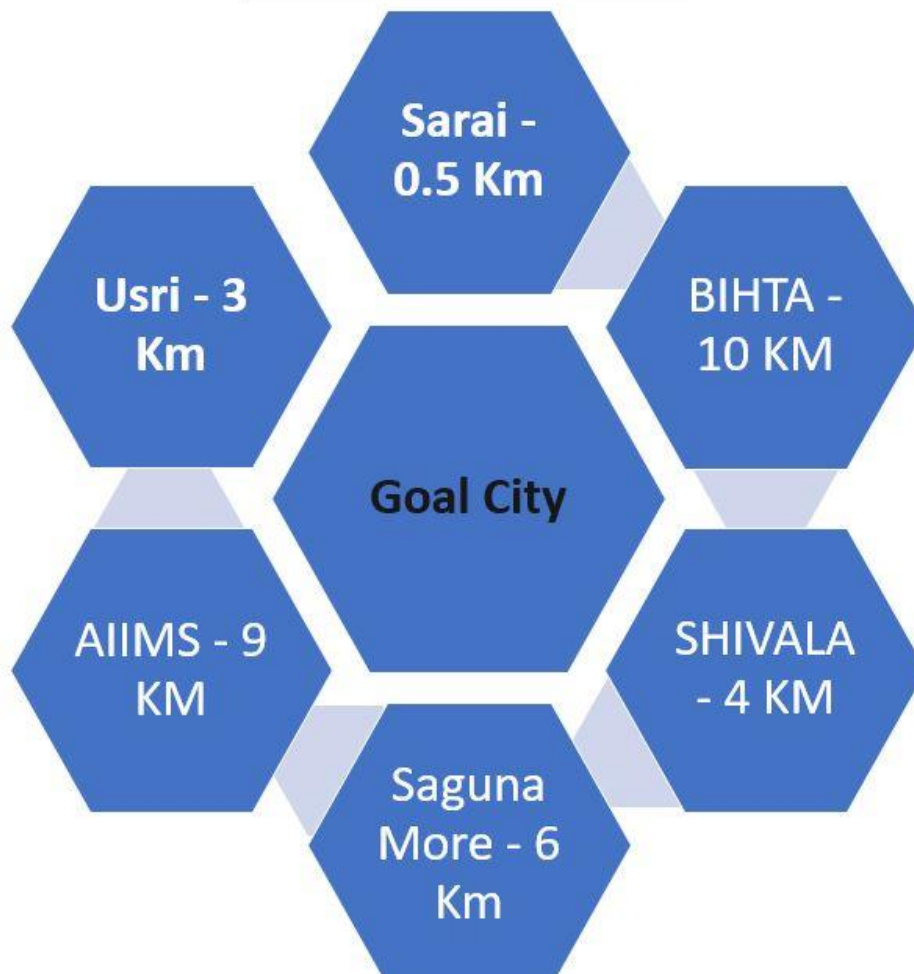 Sarai -
0.5 Km
Usri - 3
Km
BIHTA -
10 KM
Goal City
AIIMS - 9
KM
SHIVALA
- 4 KM
Saguna
More - 6
Km